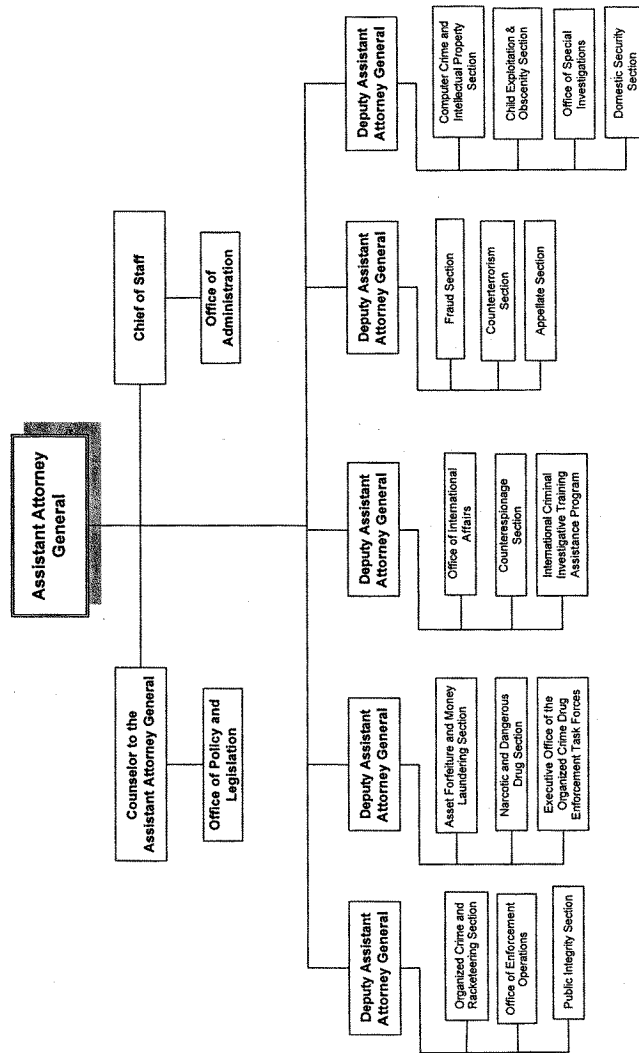 Assistant Attorney
General
Counselor to the
Assistant Attorney General
Chief of Staff
Office of Policy and
Legislation
Office of
Administration
Deputy Assistant
Attorney General
Organized Crime and
Racketeering Section
Office of Enforcement
Operations
Public Integrity Section
Deputy Assistant
Attorney General
Asset Forfeiture and Money
Laundering Section
Narcotic and Dangerous
Drug Section
Executive Office of the
Organized Crime Drug
Enforcement Task Forces
Deputy Assistant
Attorney General
Office of International
Affairs
Counterespionage
Section
International Criminal
Investigative Training
Assistance Program
Deputy Assistant
Attorney General
Fraud Section
Counterterrorism
Section
Appellate Section
Deputy Assistant
Attorney General
Computer Crime and
Intellectual Property
Section
Child Exploitation &
Obscenity Section
Office of Special
Investigations
Domestic Security
Section